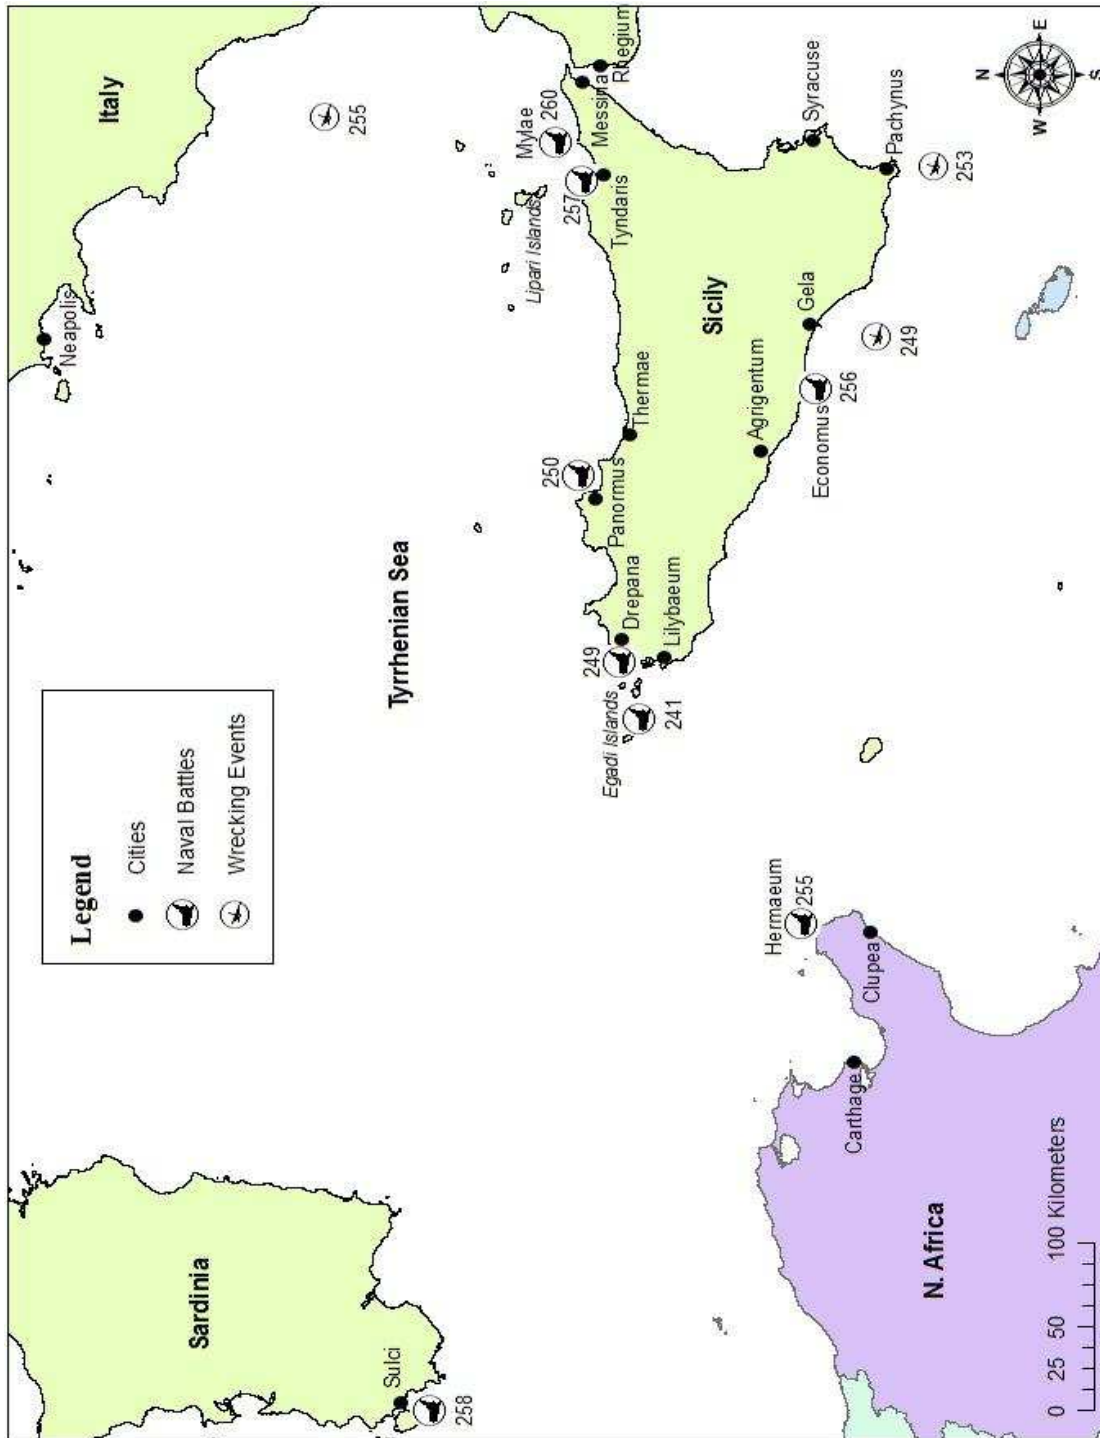 Italy
Neapolis
255
Legend
Cities
Naval Battles
Wrecking Events
Tyrrhenian Sea
Sardinia
Sulci
258
Mylae
260
257
Lipari Islands
Messina
Rhegium
Tyndaris
Thermae
250
Panormus
Drepana
249
Lilybaeum
Egadi Islands
241
Sicily
Syracuse
Pachynus
253
Gela
249
Agrigentum
Economus
256
Hermaeum
255
Clupea
Carthage
N. Africa
0 25 50 100 Kilometers
N
E
S
W